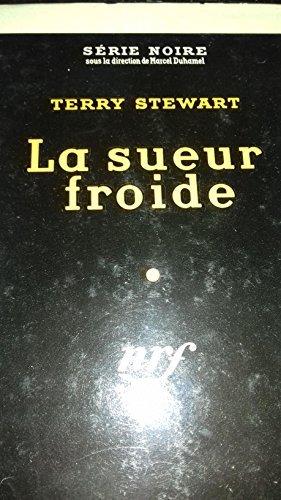 SÉRIE NOIRE
sous la direction de Marcel Duhamel
TERRY STEWART
La sueur
froide
nrf